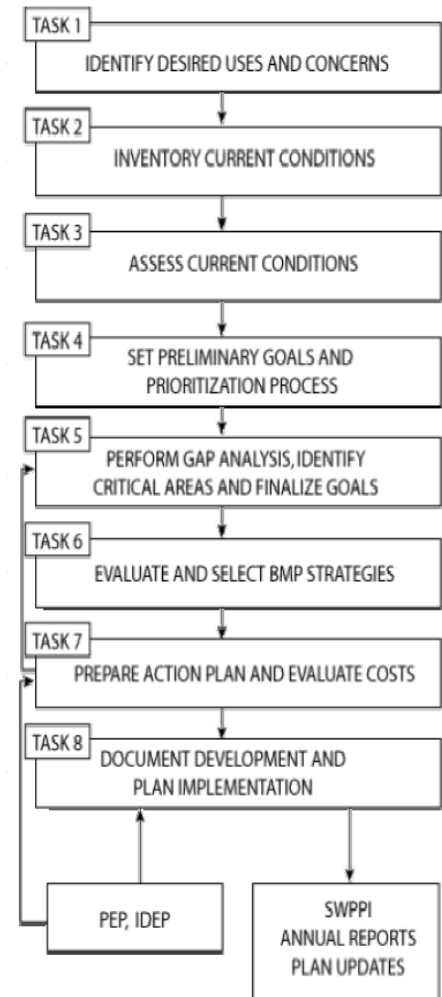 TASK 1
IDENTIFY DESIRED USES AND CONCERNS
TASK 2
INVENTORY CURRENT CONDITIONS
TASK 3
ASSESS CURRENT CONDITIONS
TASK 4
SET PRELIMINARY GOALS AND
PRIORITIZATION PROCESS
TASK 5
PERFORM GAP ANALYSIS, IDENTIFY
CRITICAL AREAS AND FINALIZE GOALS
TASK 6
EVALUATE AND SELECT BMP STRATEGIES
TASK 7
PREPARE ACTION PLAN AND EVALUATE COSTS
TASK 8
DOCUMENT DEVELOPMENT AND
PLAN IMPLEMENTATION
PEP, IDEP
SWPPI
ANNUAL REPORTS
PLAN UPDATES